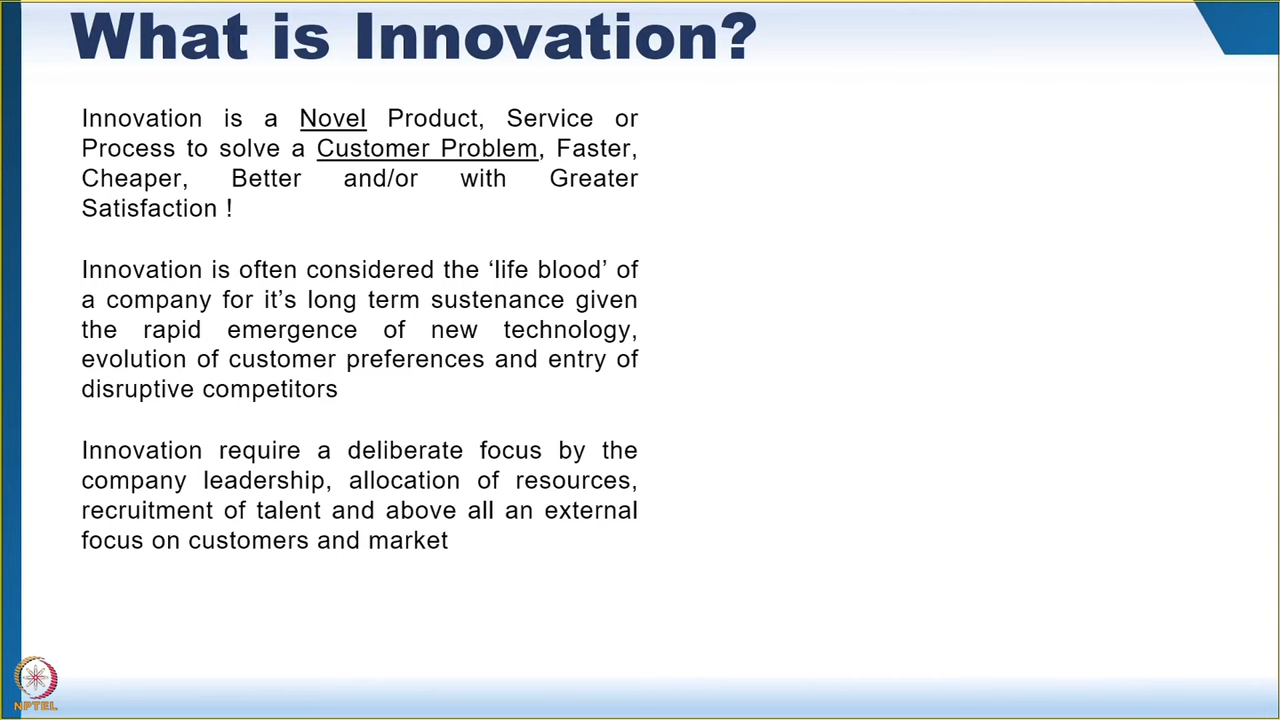 What is Innovation?
Innovation is a Novel Product, Service or
Process to solve a Customer Problem, Faster,
Cheaper, Better and/or with Greater
Satisfaction !
Innovation is often considered the ‘life blood’ of
a company for it’s long term sustenance given
the rapid emergence of new technology,
evolution of customer preferences and entry of
disruptive competitors
Innovation require a deliberate focus by the
company leadership, allocation of resources,
recruitment of talent and above all an external
focus on customers and market
NPTEL